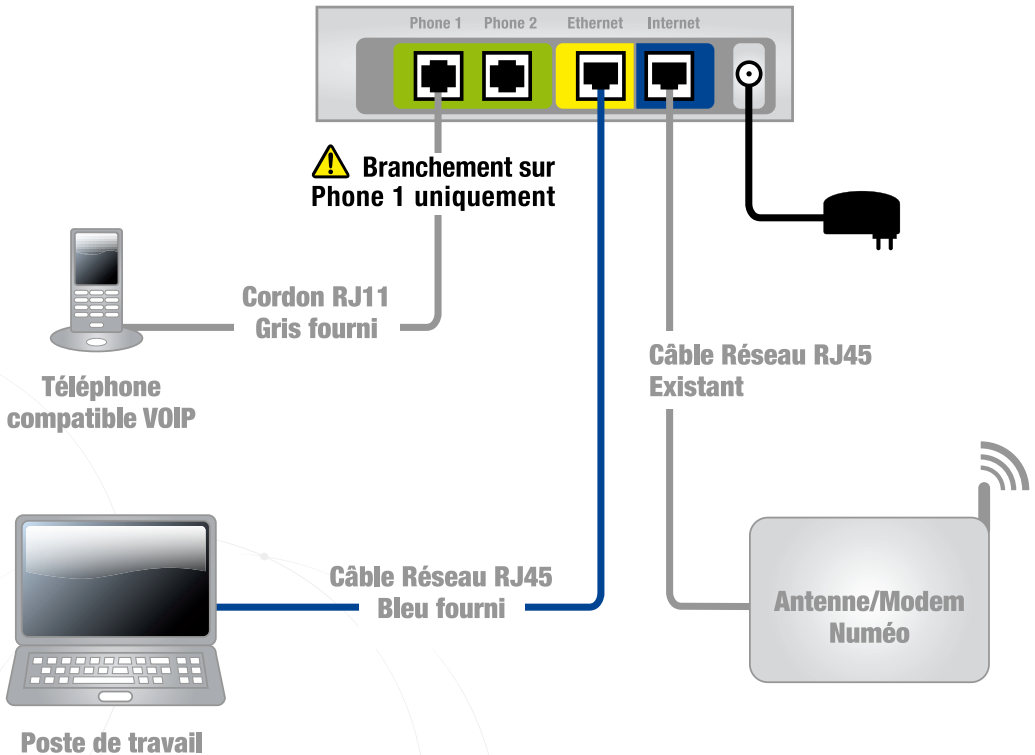 Phone 1 Phone 2 Ethernet Internet
Branchement sur
Phone 1 uniquement
Cordon RJ11
Gris fourni
Câble Réseau RJ45
Existant
Téléphone
compatible VOIP
Câble Réseau RJ45
Bleu fourni
Antenne/Modem
Numéo
Poste de travail